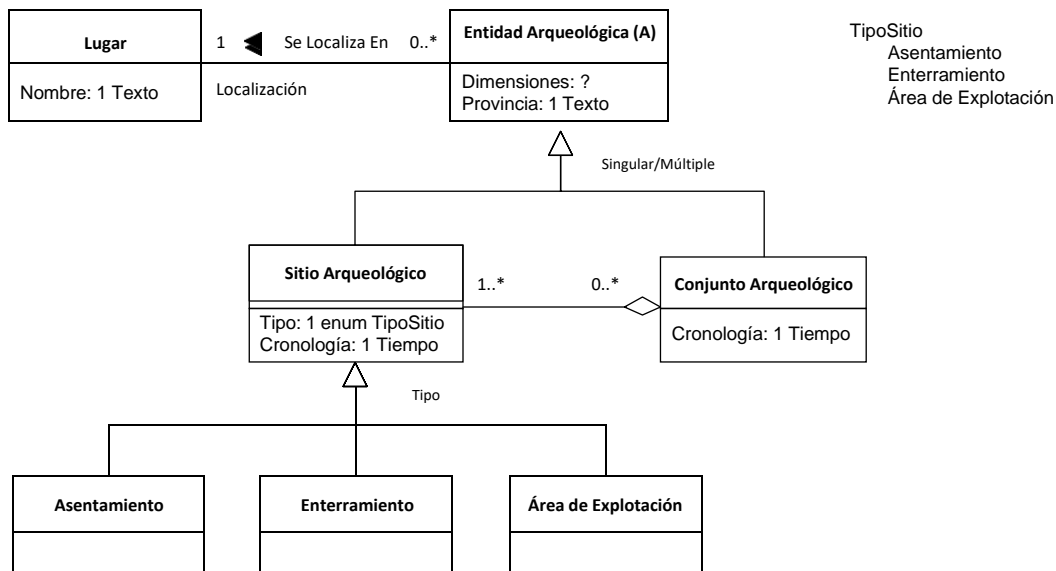 Lugar
Nombre: 1 Texto
1 Se Localiza En 0..*
Localización
Entidad Arqueológica (A)
Dimensiones: ?
Provincia: 1 Texto
TipoSitio
Asentamiento
Enterramiento
Área de Explotación
Singular/Múltiple
Sitio Arqueológico
Tipo: 1 enum TipoSitio
Cronología: 1 Tiempo
1..* 0..*
Conjunto Arqueológico
Cronología: 1 Tiempo
Tipo
Asentamiento
Enterramiento
Área de Explotación